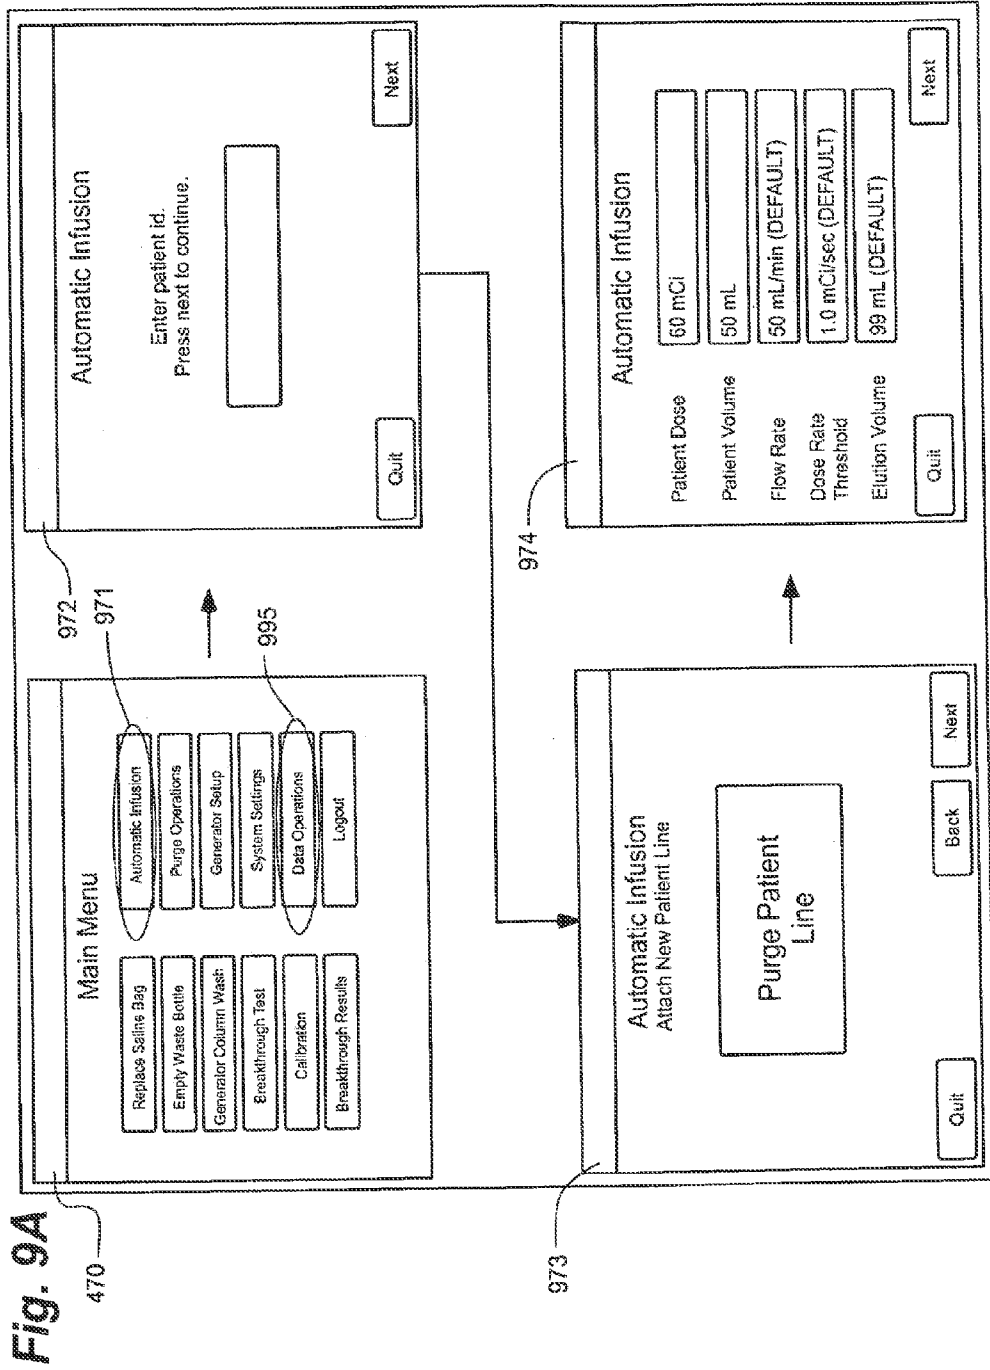 Fig. 9A
470
Main Menu
Replace Saline Bag
Empty Waste Bottle
Generator Column Wash
Breakthrough Test
Calibration
Breakthrough Results
Automatic Infusion
Purge Operations
Generator Setup
System Settings
Data Operations
Logout
971
995
972
Automatic Infusion
Enter patient id.
Press next to continue.
Quit
Next
973
Automatic Infusion
Attach New Patient Line
Purge Patient
Line
Quit
Back
Next
974
Automatic Infusion
Patient Dose
60 mCi
Patient Volume
50 mL
Flow Rate
50 mL/min (DEFAULT)
Dose Rate
Threshold
1.0 mCi/sec (DEFAULT)
Elution Volume
99 mL (DEFAULT)
Quit
Next